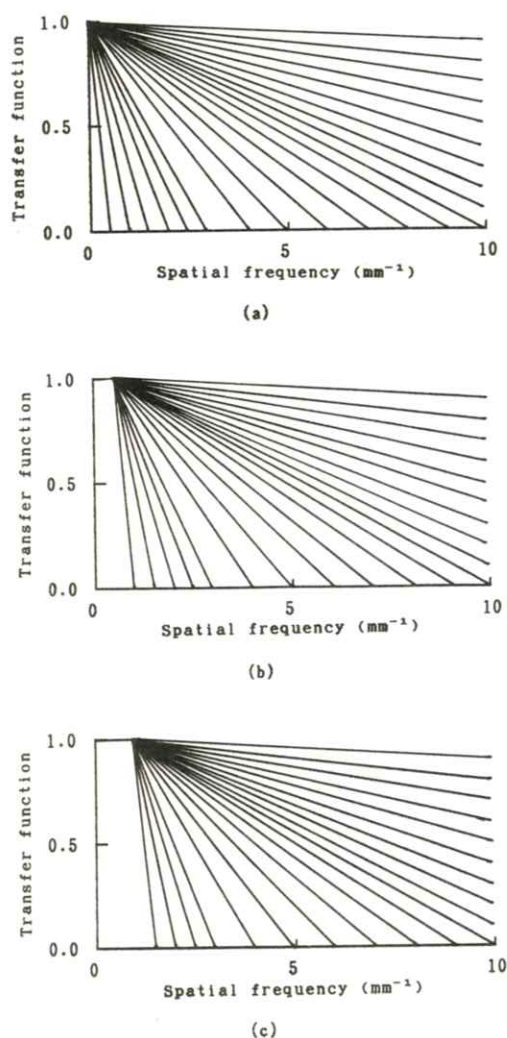 1.0
Transfer function
0.5
0.0
0 5 10
Spatial frequency (mm⁻¹)
(a)
1.0
Transfer function
0.5
0.0
0 5 10
Spatial frequency (mm⁻¹)
(b)
1.0
Transfer function
0.5
0.0
0 5 10
Spatial frequency (mm⁻¹)
(c)